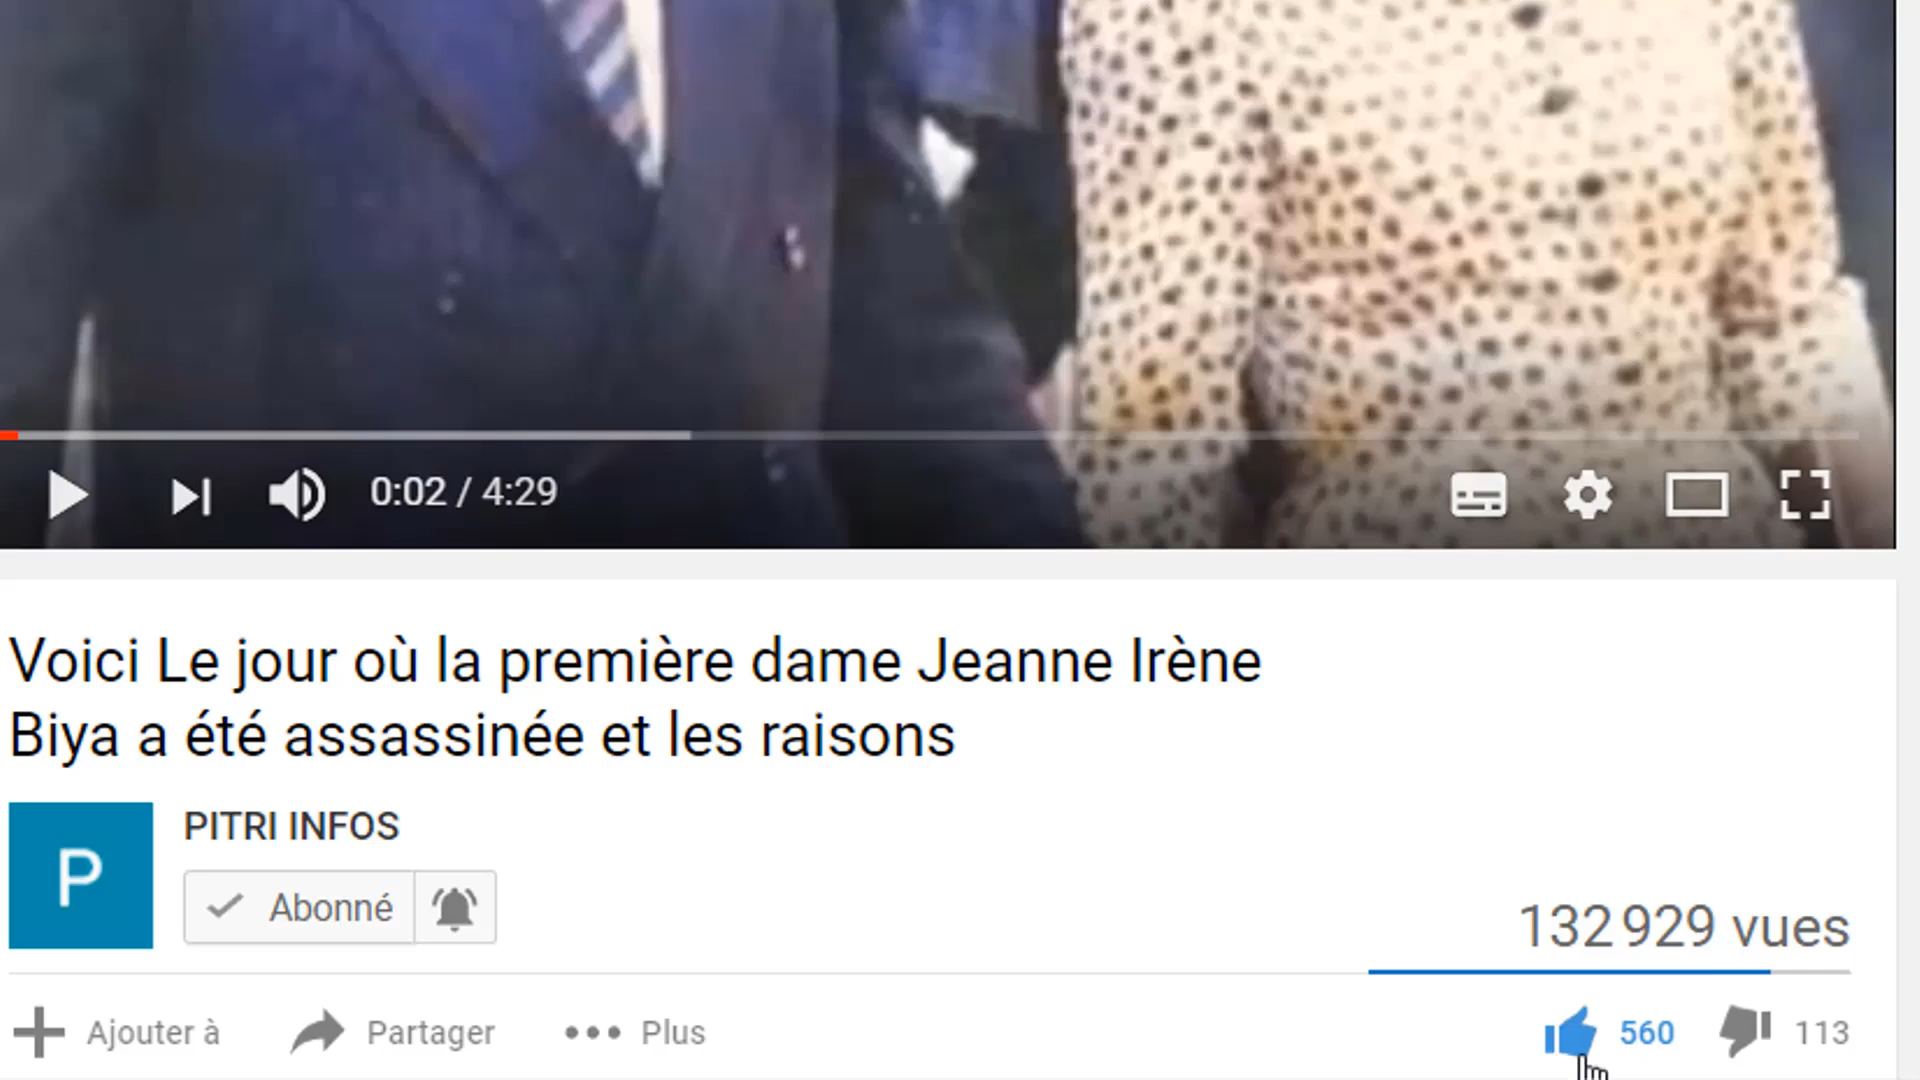 0:02 / 4:29
Voici Le jour où la première dame Jeanne Irène
Biya a été assassinée et les raisons
P
PITRI INFOS
Abonné
132 929 vues
Ajouter à
Partager
Plus
560
113